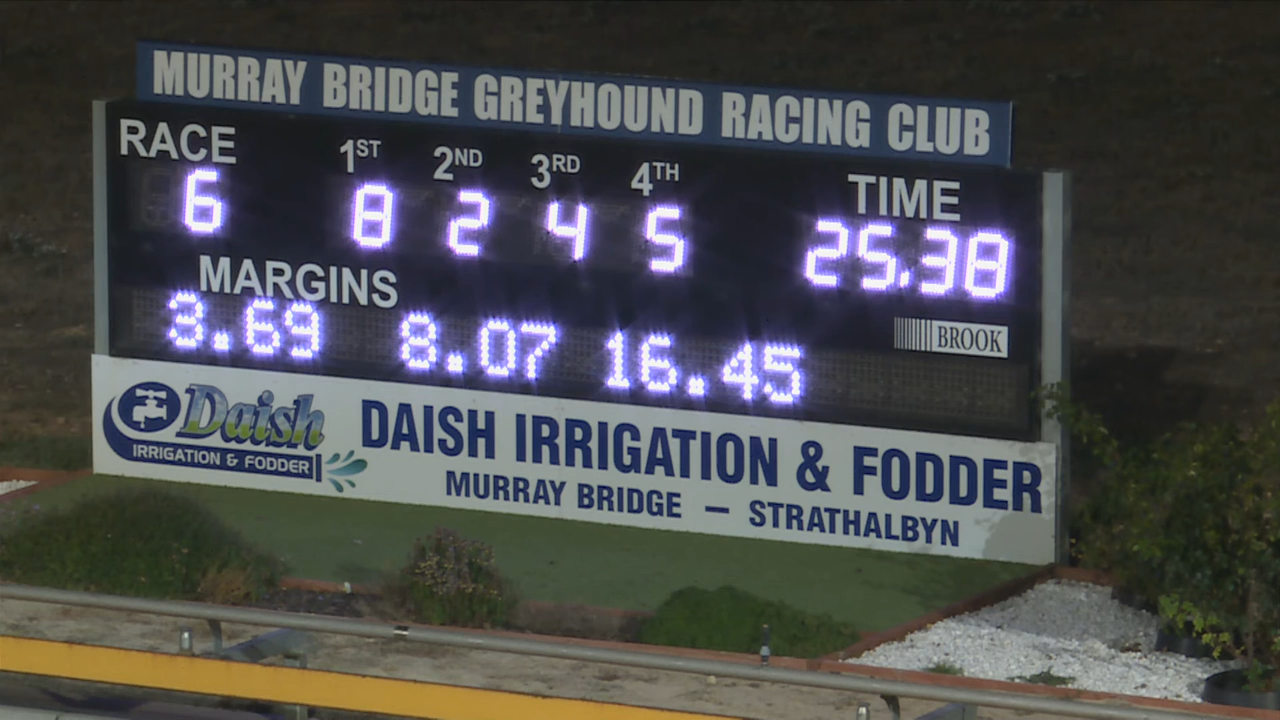 MURRAY BRIDGE GREYHOUND RACING CLUB
RACE 1ST 2ND 3RD 4TH TIME
6 8 2 4 5 25.38
MARGINS
3.69 8.07 16.45
BROOK
Daish
IRRIGATION & FODDER
DAISH IRRIGATION & FODDER
MURRAY BRIDGE — STRATHALBYN